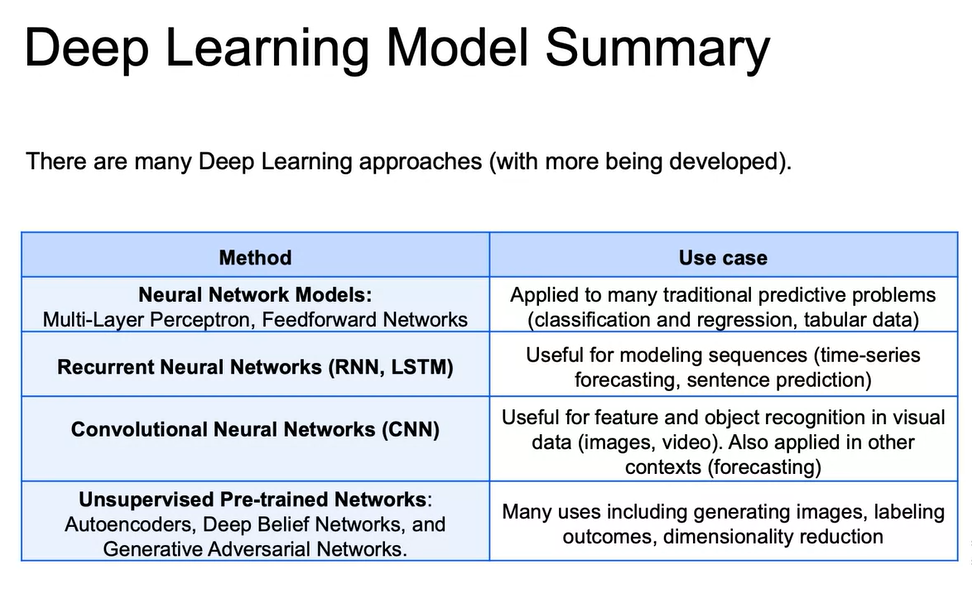 Deep Learning Model Summary
There are many Deep Learning approaches (with more being developed).
Method
Use case
Neural Network Models:
Multi-Layer Perceptron, Feedforward Networks
Applied to many traditional predictive problems
(classification and regression, tabular data)
Recurrent Neural Networks (RNN, LSTM)
Useful for modeling sequences (time-series
forecasting, sentence prediction)
Convolutional Neural Networks (CNN)
Useful for feature and object recognition in visual
data (images, video). Also applied in other
contexts (forecasting)
Unsupervised Pre-trained Networks:
Autoencoders, Deep Belief Networks, and
Generative Adversarial Networks.
Many uses including generating images, labeling
outcomes, dimensionality reduction